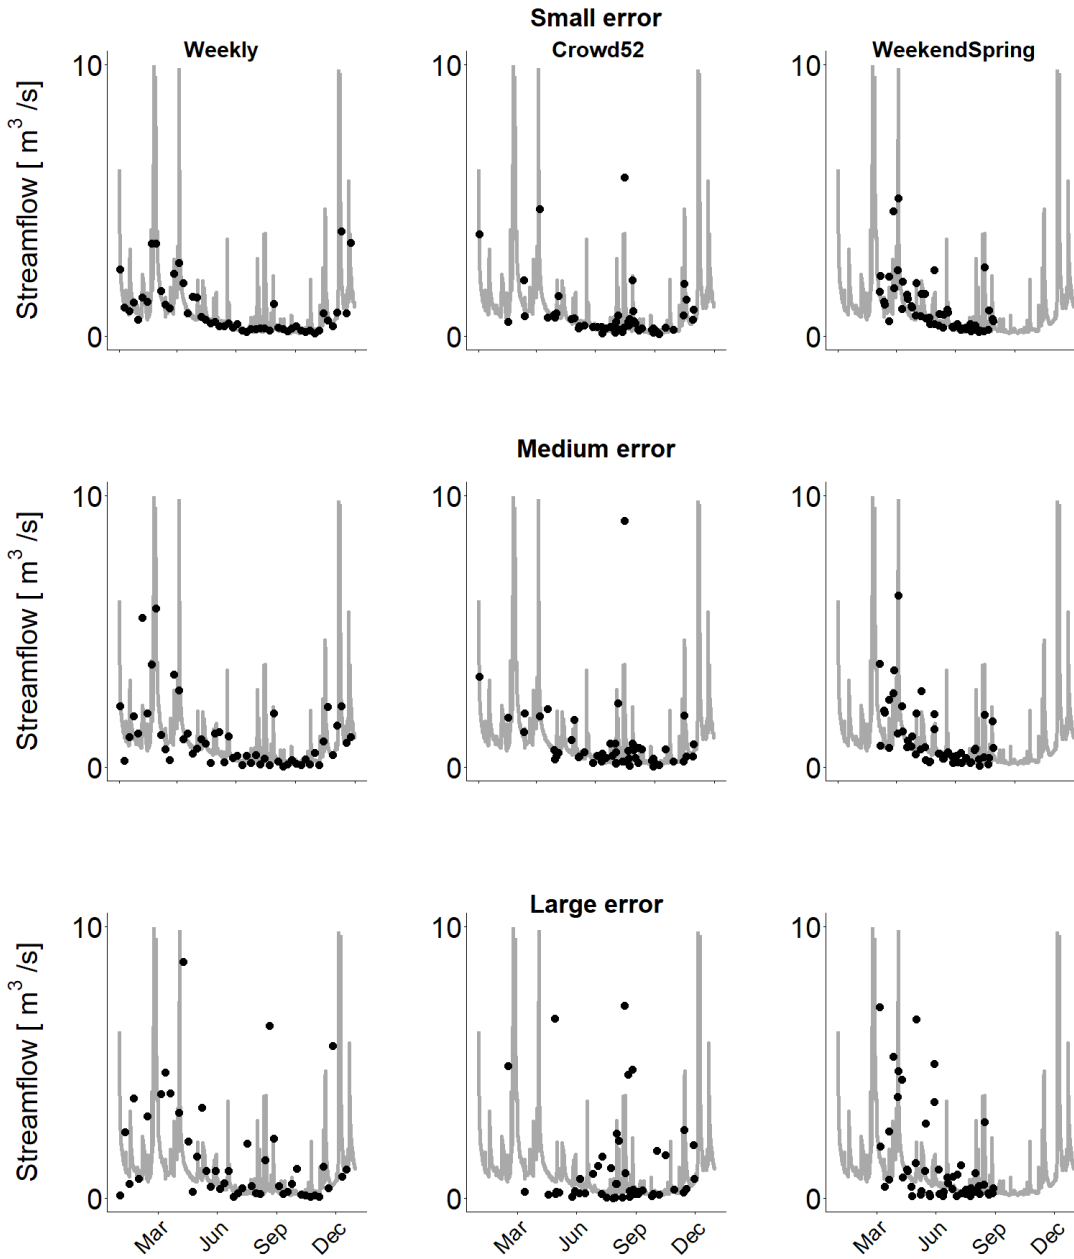 Small error
Weekly Crowd52 WeekendSpring
Streamflow [ m³ /s]
10 10 10
0 0 0
Medium error
Streamflow [ m³ /s]
10 10 10
0 0 0
Large error
Streamflow [ m³ /s]
10 10 10
0 0 0
Mar Jun Sep Dec Mar Jun Sep Dec Mar Jun Sep Dec